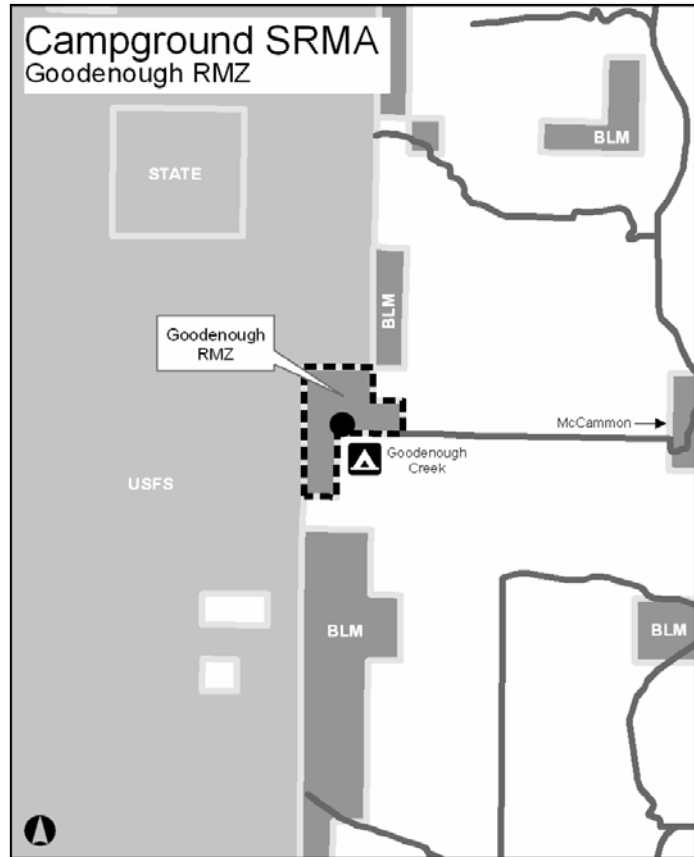 Campground SRMA
Goodenough RMZ
BLM
STATE
BLM
Goodenough
RMZ
McCammon
Goodenough
Creek
USFS
BLM
BLM